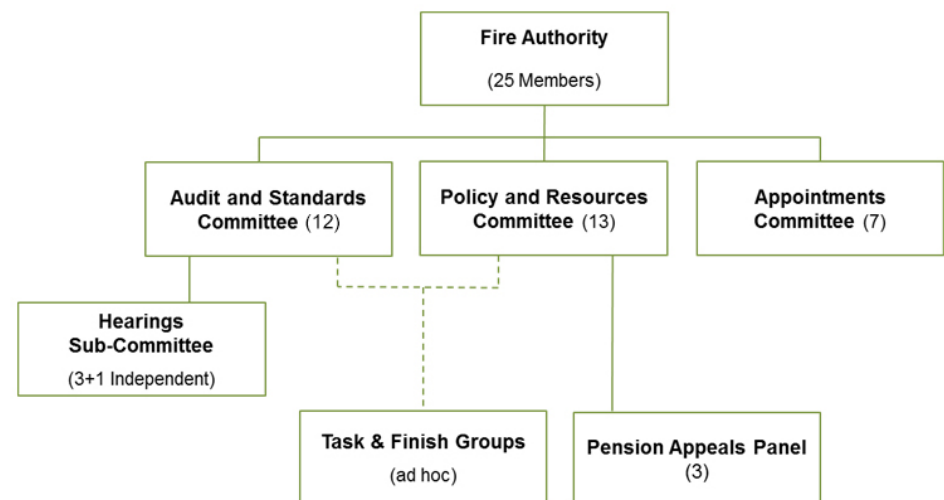 Fire Authority
(25 Members)
Audit and Standards
Committee (12)
Policy and Resources
Committee (13)
Appointments
Committee (7)
Hearings
Sub-Committee
(3+1 Independent)
Task & Finish Groups
(ad hoc)
Pension Appeals Panel
(3)